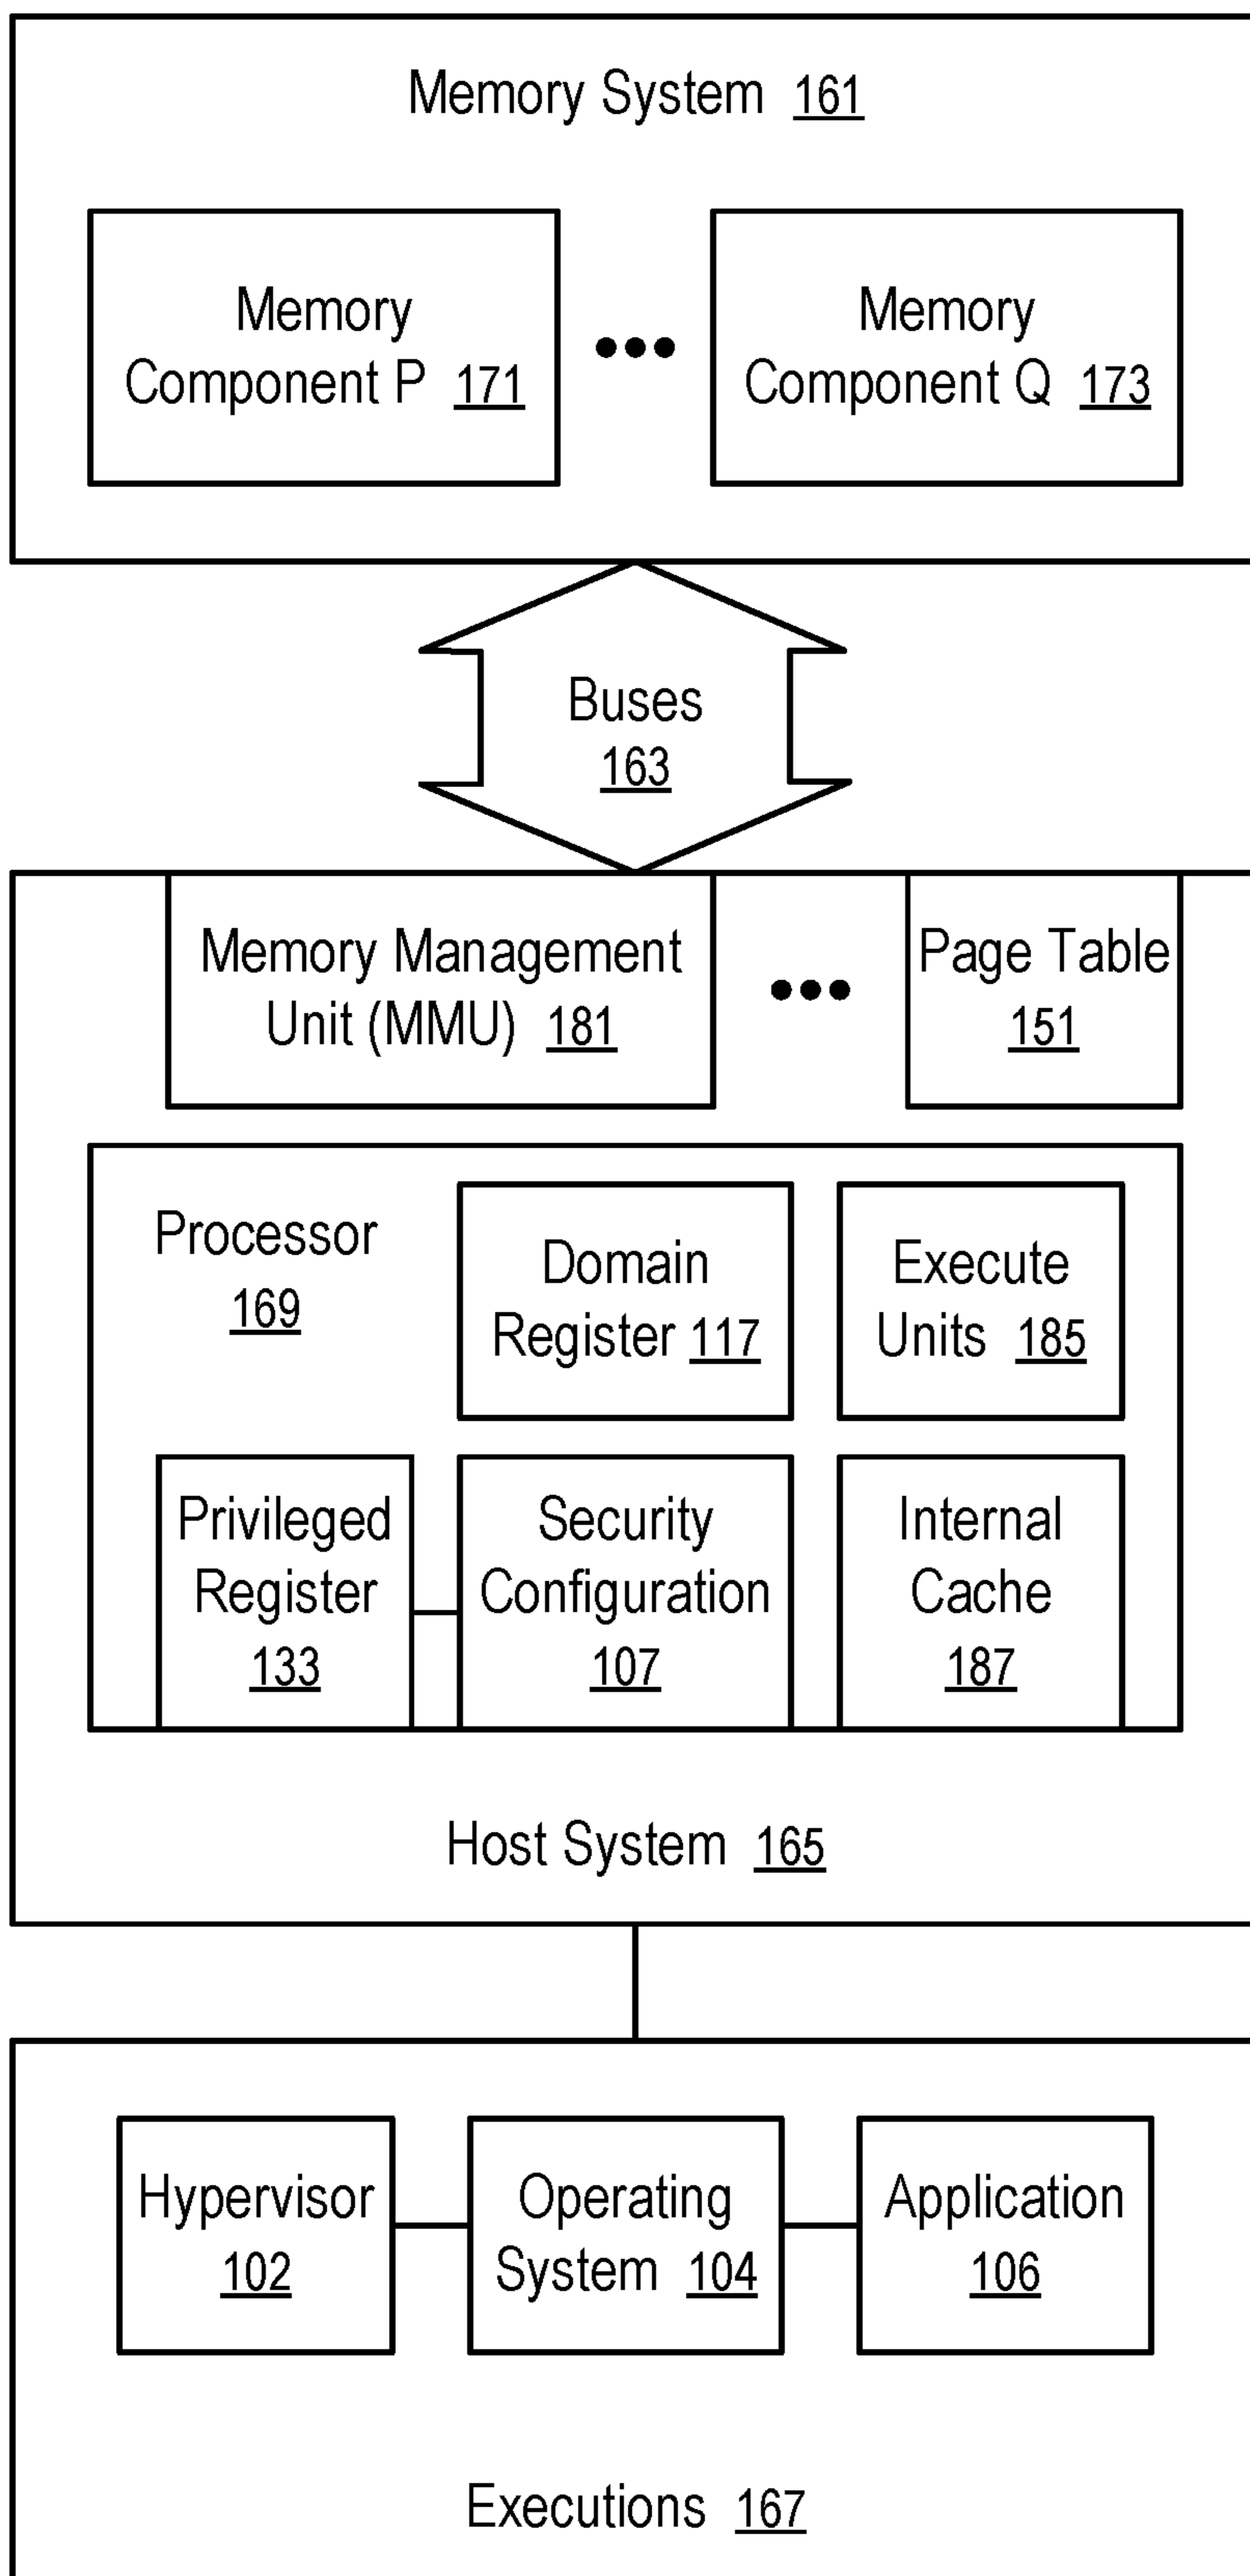 Memory System 161
Memory
Component P 171
Memory
Component Q 173
Buses
163
Memory Management
Unit (MMU) 181
Page Table
151
Processor
169
Domain
Register 117
Execute
Units 185
Privileged
Register
133
Security
Configuration
107
Internal
Cache
187
Host System 165
Hypervisor
102
Operating
System 104
Application
106
Executions 167